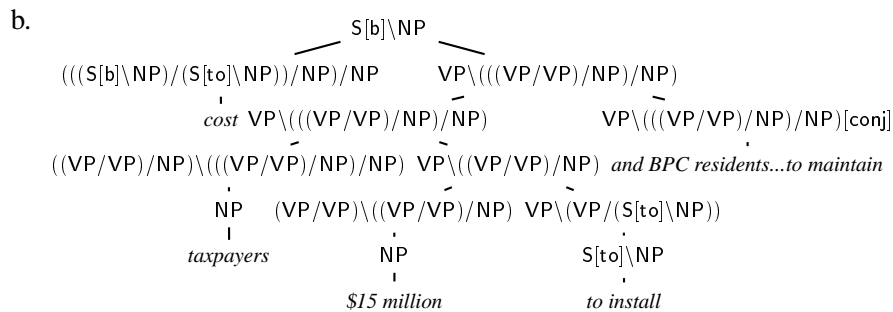 b.
S[b]\NP
(((S[b]\NP)/(S[to]\NP))/NP)/NP VP\(((VP/VP)/NP)/NP)
cost VP\(((VP/VP)/NP)/NP) VP\(((VP/VP)/NP)/NP)[conj]
((VP/VP)/NP)\(((VP/VP)/NP)/NP) VP\((VP/VP)/NP) and BPC residents...to maintain
NP (VP/VP)\((VP/VP)/NP) VP\(VP/(S[to]\NP))
taxpayers NP S[to]\NP
$15 million to install